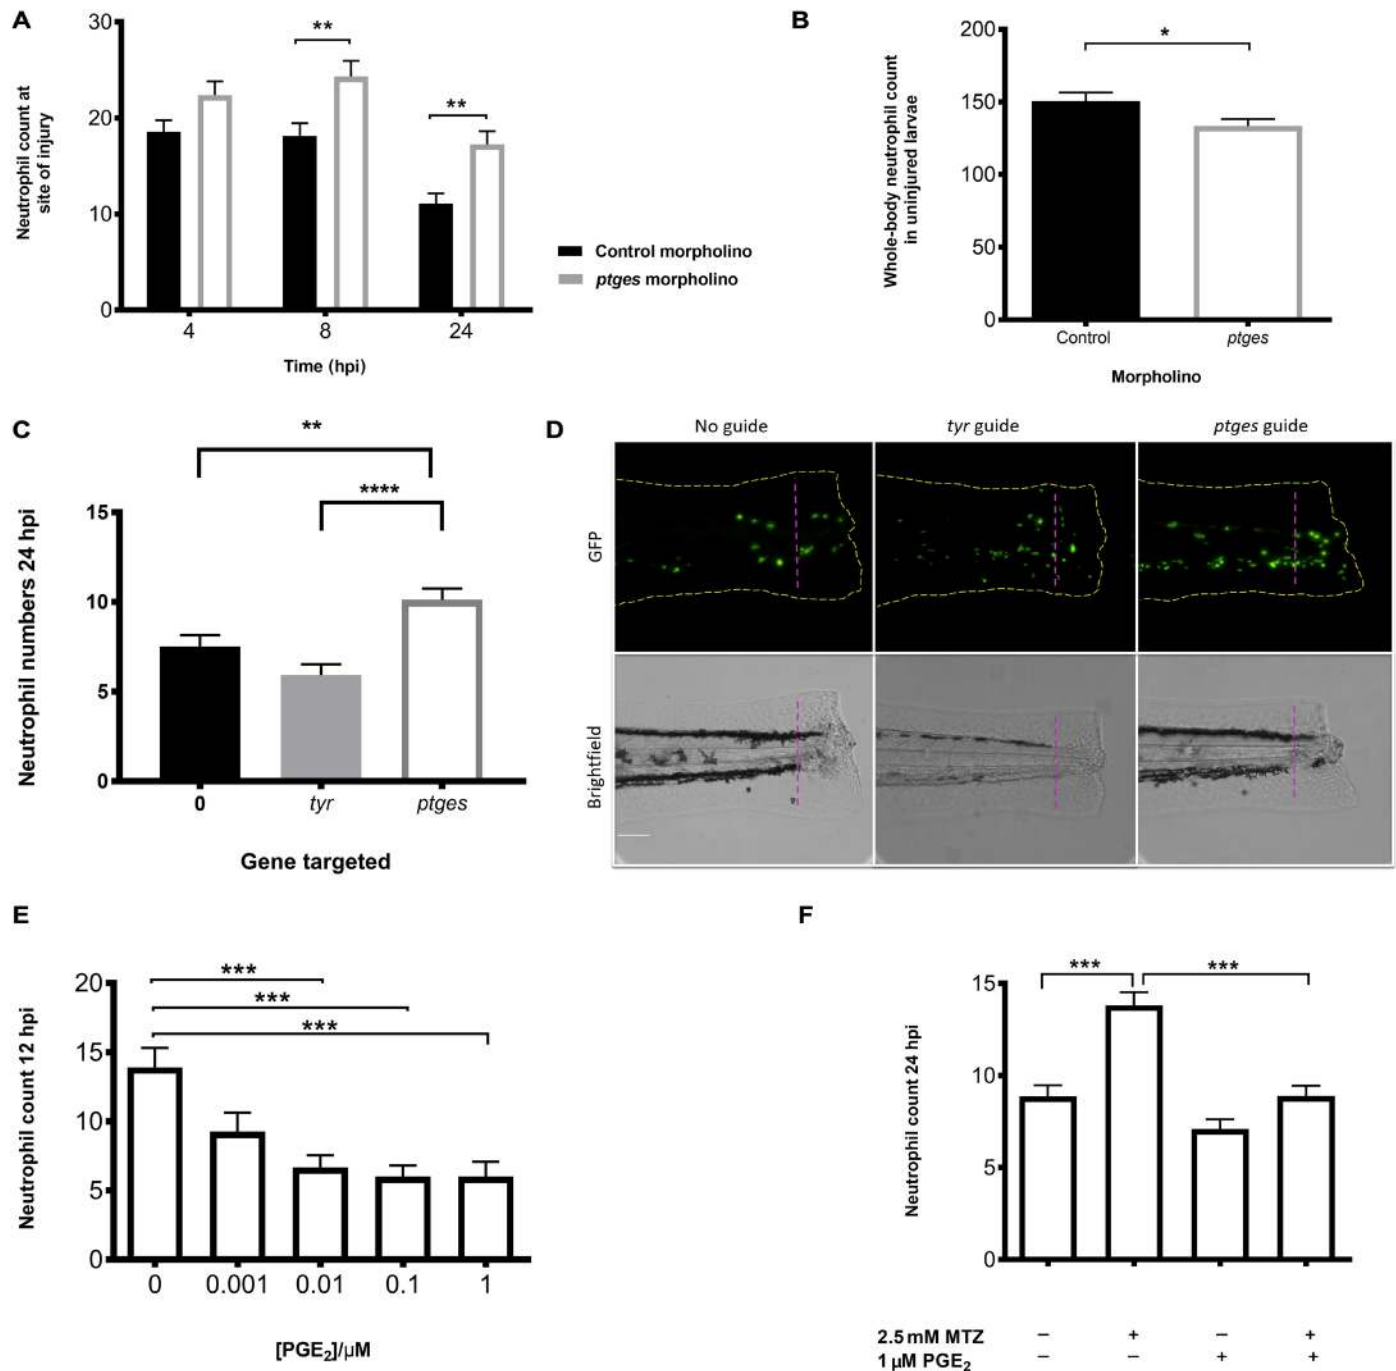 A
30
20
10
0
Neutrophil count at
site of injury
**
**
4 8 24
Time (hpi)
Control morpholino
ptges morpholino
B
200
150
100
50
0
Whole-body neutrophil count
in uninjured larvae
*
Control ptges
Morpholino
C
**
****
15
10
5
0
Neutrophil numbers 24 hpi
0 tyr ptges
Gene targeted
D
No guide tyr guide ptges guide
GFP
Brightfield
E
20
15
10
5
0
Neutrophil count 12 hpi
***
***
***
0 0.001 0.01 0.1 1
[PGE₂]/μM
F
15
10
5
0
Neutrophil count 24 hpi
*** ***
2.5 mM MTZ − + − +
1 μM PGE₂ − − + +